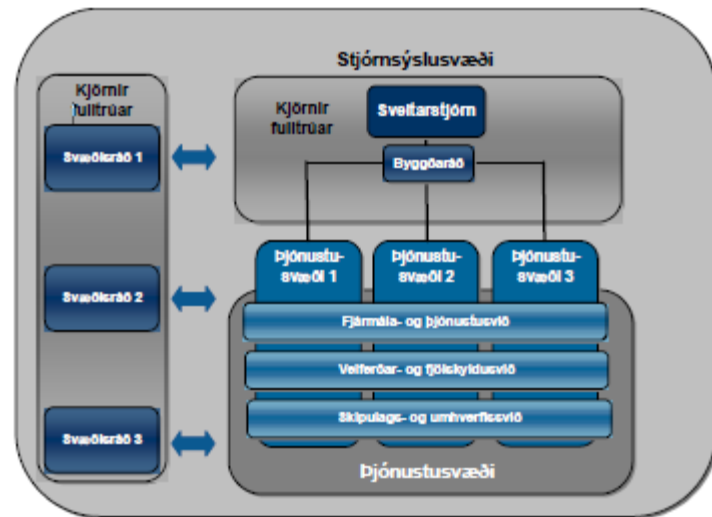 Stjórnsýslusvæði
Kjörnir
fulltrúar
Svæðisráð 1
Svæðisráð 2
Svæðisráð 3
Kjörnir
fulltrúar
Sveitarstjórn
Byggðaráð
Þjónustu-
svæði 1
Þjónustu-
svæði 2
Þjónustu-
svæði 3
Fjármála- og þjónustusvið
Velferðar- og fjölskyldusvið
Skipulags- og umhverfissvið
Þjónustusvæði